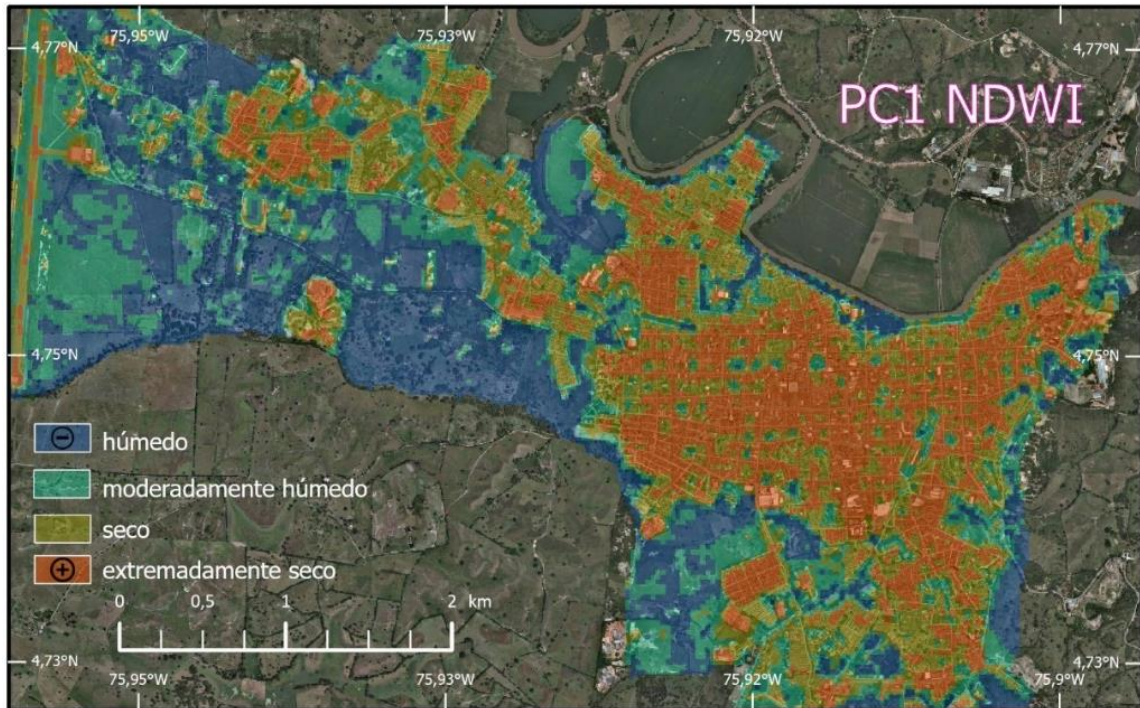 75,95°W 75,93°W 75,92°W
4,77°N 4,77°N
PC1 NDWI
4,75°N 4,75°N
húmedo
moderadamente húmedo
seco
extremadamente seco
0 0,5 1 2 km
4,73°N 4,73°N
75,95°W 75,93°W 75,92°W 75,9°W